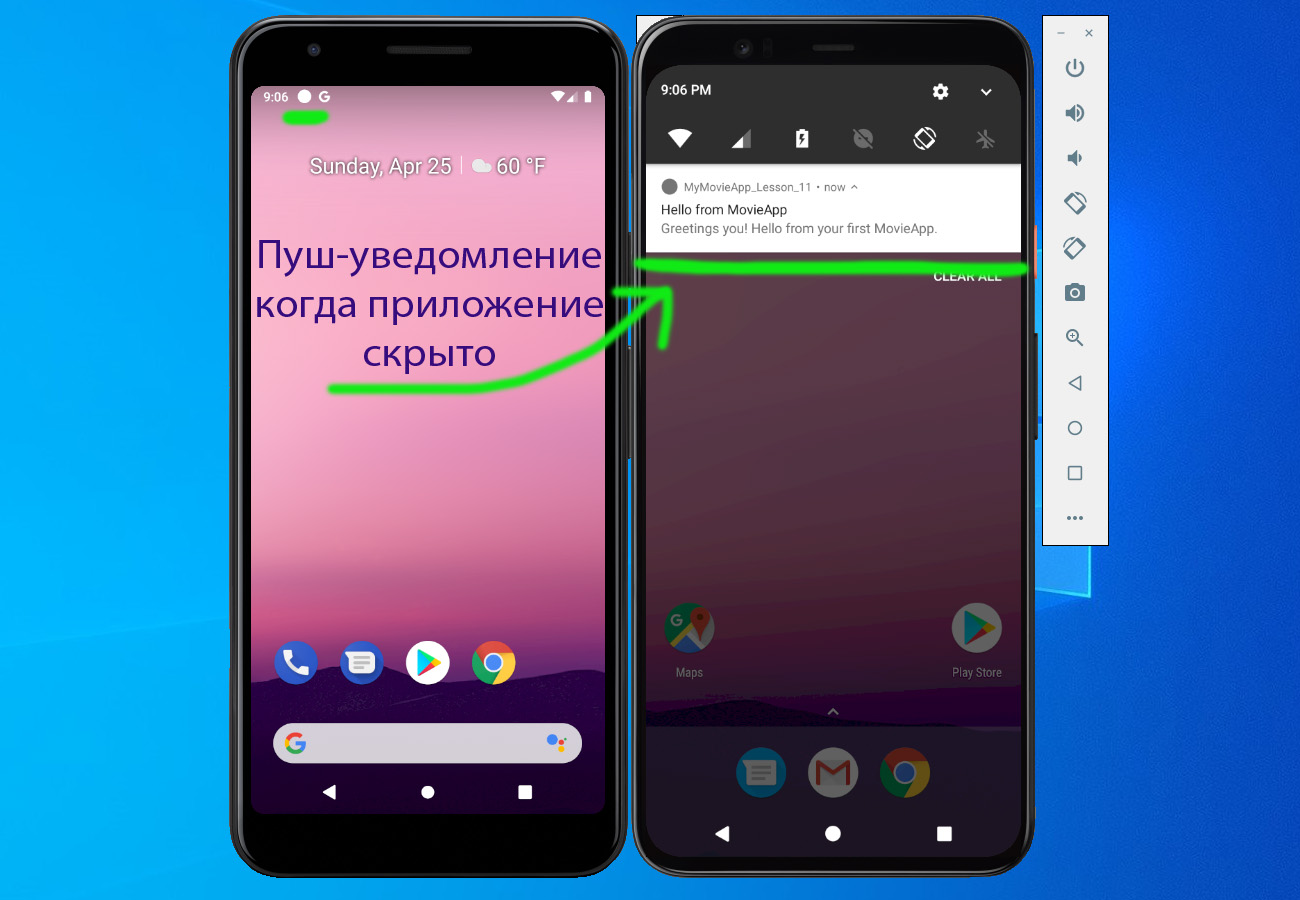 9:06
Sunday, Apr 25 60 °F
Пуш-уведомление
когда приложение
скрыто
9:06 PM
MyMovieApp_Lesson_11 • now
Hello from MovieApp
Greetings you! Hello from your first MovieApp.
CLEAR ALL
Maps
Play Store